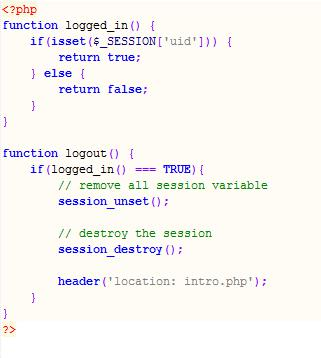 <?php
function logged_in() {
    if(isset($_SESSION['uid'])) {
        return true;
    } else {
        return false;
    }
}

function logout() {
    if(logged_in() === TRUE){
        // remove all session variable
        session_unset();

        // destroy the session
        session_destroy();

        header('location: intro.php');
    }
}
?>